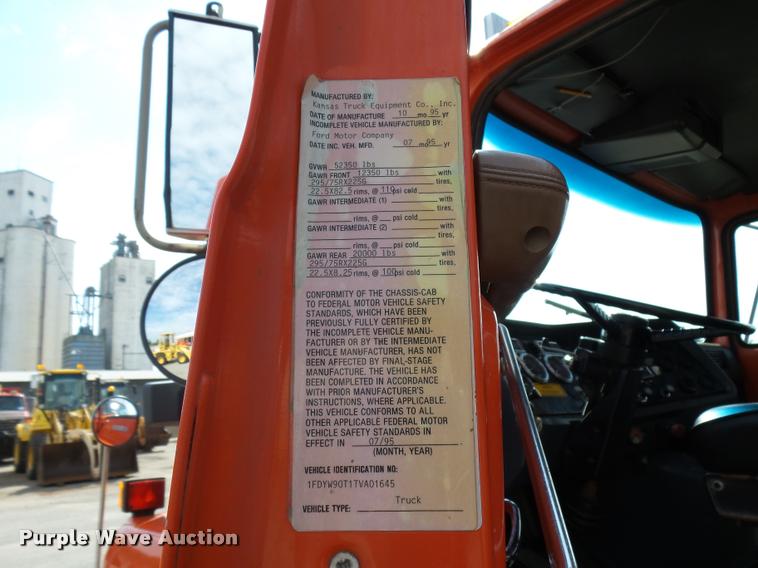 MANUFACTURED BY:
Kansas Truck Equipment Co., Inc.
DATE OF MANUFACTURE 10 mo 95 yr
INCOMPLETE VEHICLE MANUFACTURED BY:
Ford Motor Company
DATE INC. VEH. MFD. 07 mo 95 yr
GVWR 52350 lbs
GAWR FRONT 12350 lbs with
295/75RX225G tires,
22.5X82.5 rims, @ 110 psi cold
GAWR INTERMEDIATE (1) with
tires,
rims, @ psi cold
GAWR INTERMEDIATE (2) with
tires,
rims, @ psi cold
GAWR REAR 20000 lbs with
295/75RX225G tires,
22.5X8.25 rims, @ 100 psi cold
CONFORMITY OF THE CHASSIS-CAB
TO FEDERAL MOTOR VEHICLE SAFETY
STANDARDS, WHICH HAVE BEEN
PREVIOUSLY FULLY CERTIFIED BY
THE INCOMPLETE VEHICLE MANU-
FACTURER OR BY THE INTERMEDIATE
VEHICLE MANUFACTURER, HAS NOT
BEEN AFFECTED BY FINAL-STAGE
MANUFACTURE. THE VEHICLE HAS
BEEN COMPLETED IN ACCORDANCE
WITH PRIOR MANUFACTURER'S
INSTRUCTIONS, WHERE APPLICABLE.
THIS VEHICLE CONFORMS TO ALL
OTHER APPLICABLE FEDERAL MOTOR
VEHICLE SAFETY STANDARDS IN
EFFECT IN 07/95
(MONTH, YEAR)
VEHICLE IDENTIFICATION NO:
1FDYW90T1TVA01645
VEHICLE TYPE: Truck
Purple Wave Auction